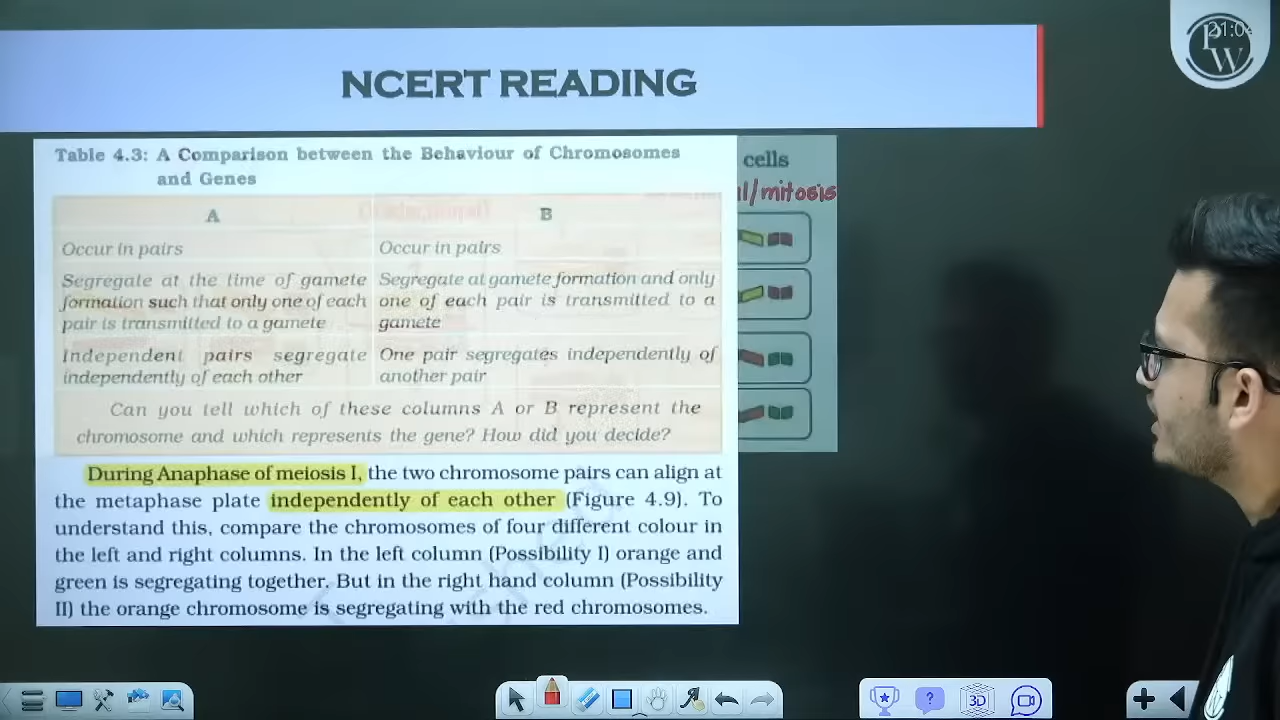 21:0
P
W
NCERT READING
Table 4.3: A Comparison between the Behaviour of Chromosomes
and Genes
cells
l/mitosis
A
B
Occur in pairs
Occur in pairs
Segregate at the time of gamete
formation such that only one of each
pair is transmitted to a gamete
Segregate at gamete formation and only
one of each pair is transmitted to a
gamete
Independent pairs segregate
independently of each other
One pair segregates independently of
another pair
Can you tell which of these columns A or B represent the
chromosome and which represents the gene? How did you decide?
During Anaphase of meiosis I, the two chromosome pairs can align at
the metaphase plate independently of each other (Figure 4.9). To
understand this, compare the chromosomes of four different colour in
the left and right columns. In the left column (Possibility I) orange and
green is segregating together. But in the right hand column (Possibility
II) the orange chromosome is segregating with the red chromosomes.
?
3D